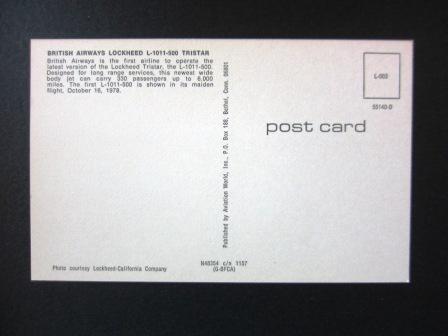 BRITISH AIRWAYS LOCKHEED L-1011-500 TRISTAR
British Airways is the first airline to operate the
latest version of the Lockheed Tristar, the L-1011-500.
Designed for long range services, this newest wide
body jet can carry 330 passengers up to 6,000
miles. The first L-1011-500 is shown in its maiden
flight, October 16, 1978.
Photo courtesy Lockheed-California Company
Published by Aviation World, Inc., P.O. Box 188, Bethel, Conn. 06801
N48354 c/n 1157
(G-BFCA)
L-003
55140-D
post card